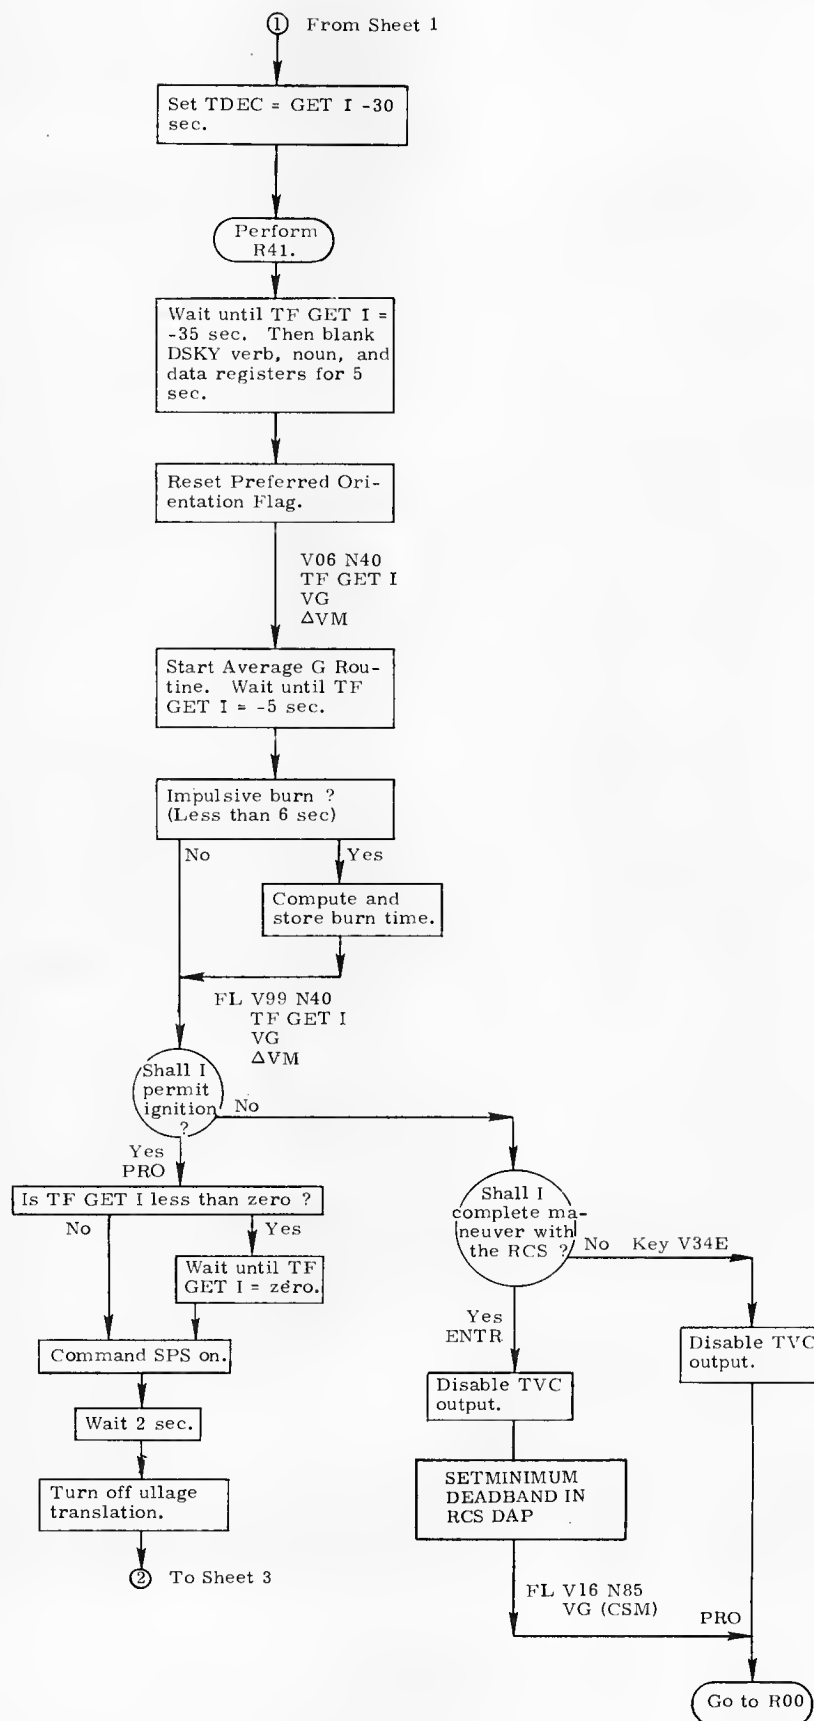 1 From Sheet 1
Set TDEC = GET I -30
sec.
Perform
R41.
Wait until TF GET I =
-35 sec. Then blank
DSKY verb, noun, and
data registers for 5
sec.
Reset Preferred Ori-
entation Flag.
V06 N40
TF GET I
VG
ΔVM
Start Average G Rou-
tine. Wait until TF
GET I = -5 sec.
Impulsive burn ?
(Less than 6 sec)
No
Yes
Compute and
store burn time.
FL V99 N40
TF GET I
VG
ΔVM
Shall I
permit
ignition
?
No
Yes
PRO
Is TF GET I less than zero ?
No
Yes
Wait until TF
GET I = zero.
Command SPS on.
Wait 2 sec.
Turn off ullage
translation.
2 To Sheet 3
Shall I
complete ma-
neuver with
the RCS ?
No Key V34E
Yes
ENTR
Disable TVC
output.
Disable TVC
output.
SETMINIMUM
DEADBAND IN
RCS DAP
FL V16 N85
VG (CSM)
PRO
Go to R00